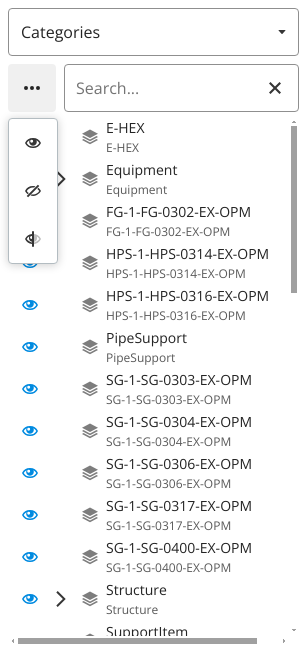 Categories
Search...
E-HEX
E-HEX
Equipment
Equipment
FG-1-FG-0302-EX-OPM
FG-1-FG-0302-EX-OPM
HPS-1-HPS-0314-EX-OPM
HPS-1-HPS-0314-EX-OPM
HPS-1-HPS-0316-EX-OPM
HPS-1-HPS-0316-EX-OPM
PipeSupport
PipeSupport
SG-1-SG-0303-EX-OPM
SG-1-SG-0303-EX-OPM
SG-1-SG-0304-EX-OPM
SG-1-SG-0304-EX-OPM
SG-1-SG-0306-EX-OPM
SG-1-SG-0306-EX-OPM
SG-1-SG-0317-EX-OPM
SG-1-SG-0317-EX-OPM
SG-1-SG-0400-EX-OPM
SG-1-SG-0400-EX-OPM
Structure
Structure
SupportItem